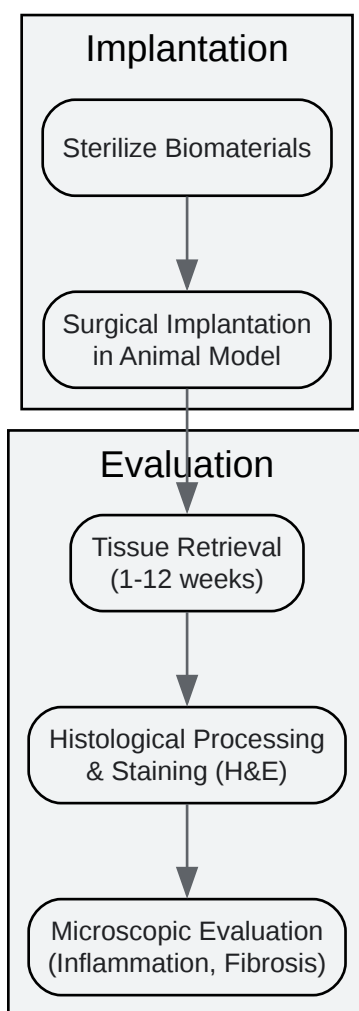 Implantation
Sterilize Biomaterials
Surgical Implantation
in Animal Model
Evaluation
Tissue Retrieval
(1-12 weeks)
Histological Processing
& Staining (H&E)
Microscopic Evaluation
(Inflammation, Fibrosis)